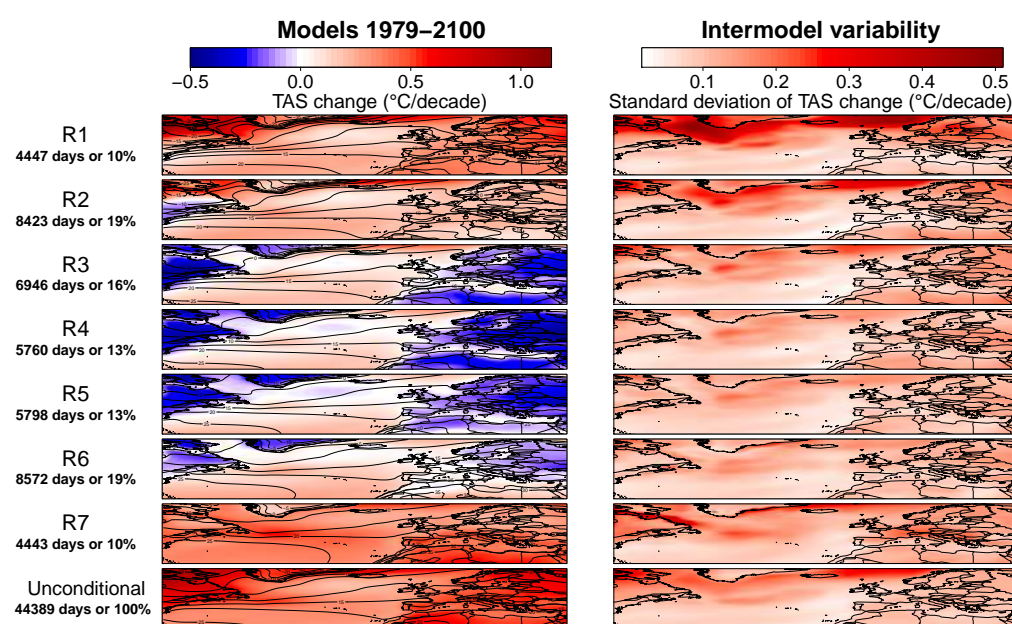 Models 1979−2100
Intermodel variability
−0.5 0.0 0.5 1.0
0.1 0.2 0.3 0.4 0.5
TAS change (°C/decade)
Standard deviation of TAS change (°C/decade)
R1
4447 days or 10%
R2
8423 days or 19%
R3
6946 days or 16%
R4
5760 days or 13%
R5
5798 days or 13%
R6
8572 days or 19%
R7
4443 days or 10%
Unconditional
44389 days or 100%